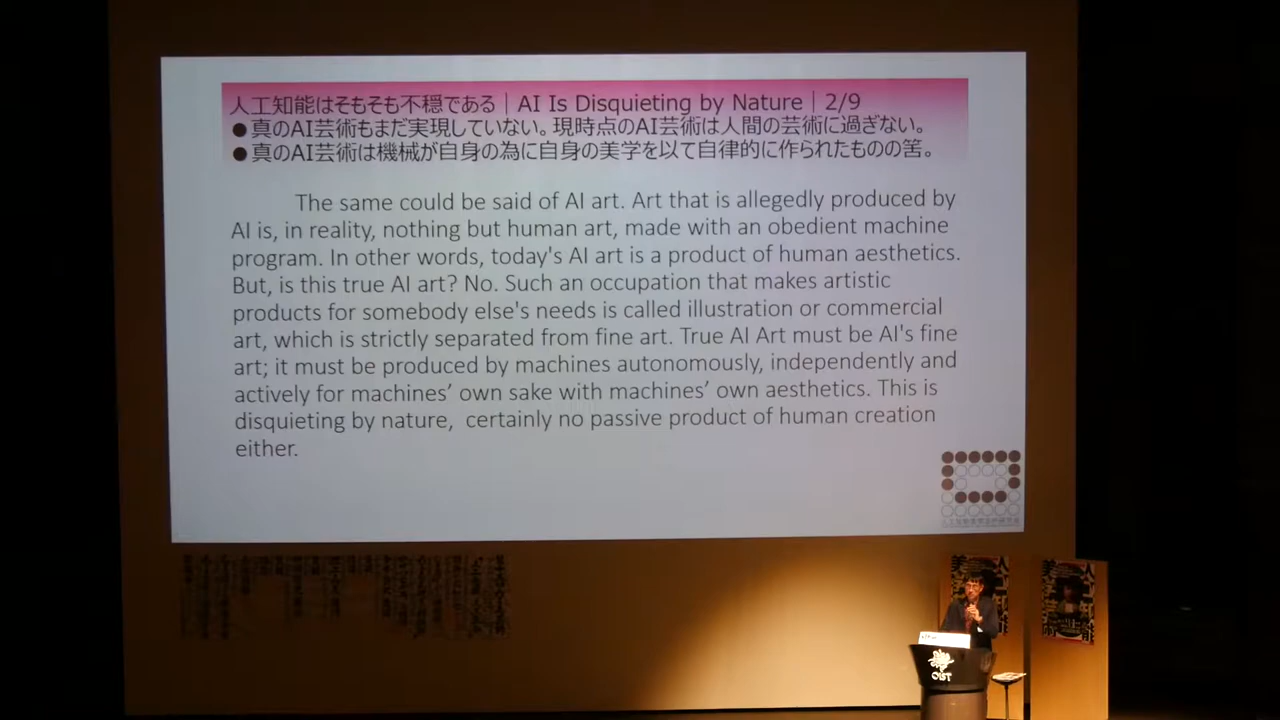 人工知能はそもそも不穏である｜AI Is Disquieting by Nature｜2/9
●真のAI芸術もまだ実現していない。現時点のAI芸術は人間の芸術に過ぎない。
●真のAI芸術は機械が自身の為に自身の美学を以て自律的に作られたものの筈。
The same could be said of AI art. Art that is allegedly produced by
AI is, in reality, nothing but human art, made with an obedient machine
program. In other words, today's AI art is a product of human aesthetics.
But, is this true AI art? No. Such an occupation that makes artistic
products for somebody else's needs is called illustration or commercial
art, which is strictly separated from fine art. True AI Art must be AI's fine
art; it must be produced by machines autonomously, independently and
actively for machines’ own sake with machines’ own aesthetics. This is
disquieting by nature,  certainly no passive product of human creation
either.
人工知能
美
OIST